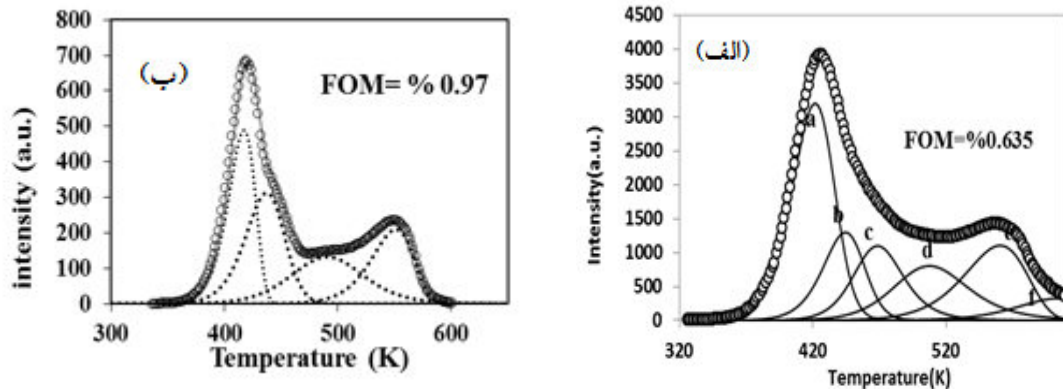 (ب)
FOM= % 0.97
intensity (a.u.)
800
700
600
500
400
300
200
100
0
300
400
500
600
Temperature (K)
(الف)
FOM=%0.635
Intensity(a.u.)
4500
4000
3500
3000
2500
2000
1500
1000
500
0
a
b
c
d
f
320
420
520
Temperature(K)